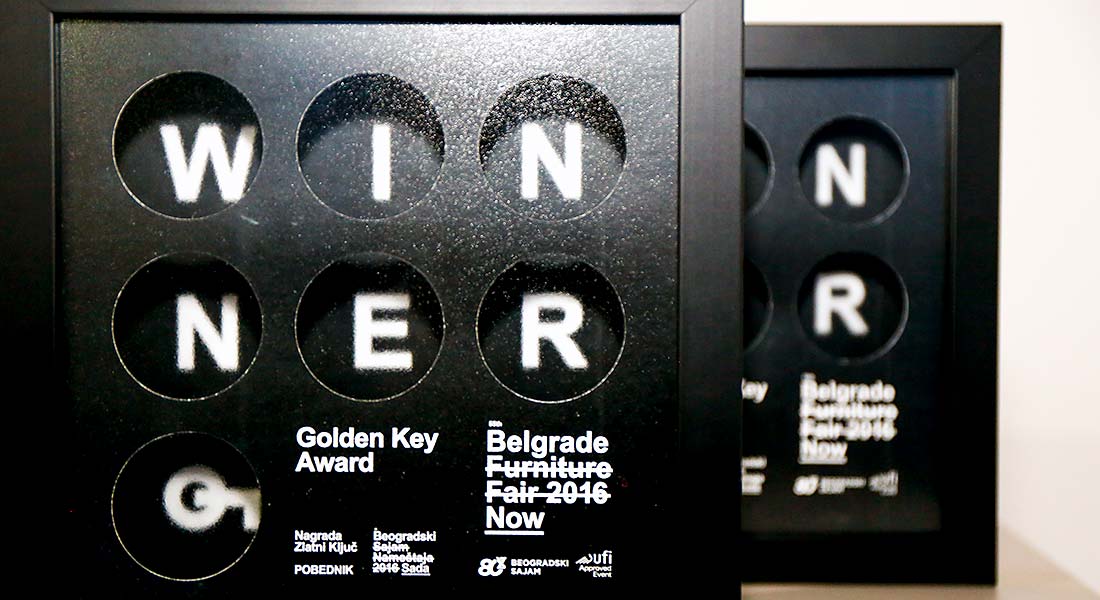 W I N
N E R
Golden Key
Award
Belgrade
Furniture
Fair 2016
Now
Nagrada
Zlatni Ključ
POBEDNIK
Beogradski
Sajam
Nameštaja
2016 Sada
80
BEOGRADSKI
SAJAM
ufi
Approved
Event
N
R
Key
Belgrade
Furniture
Fair 2016
Now